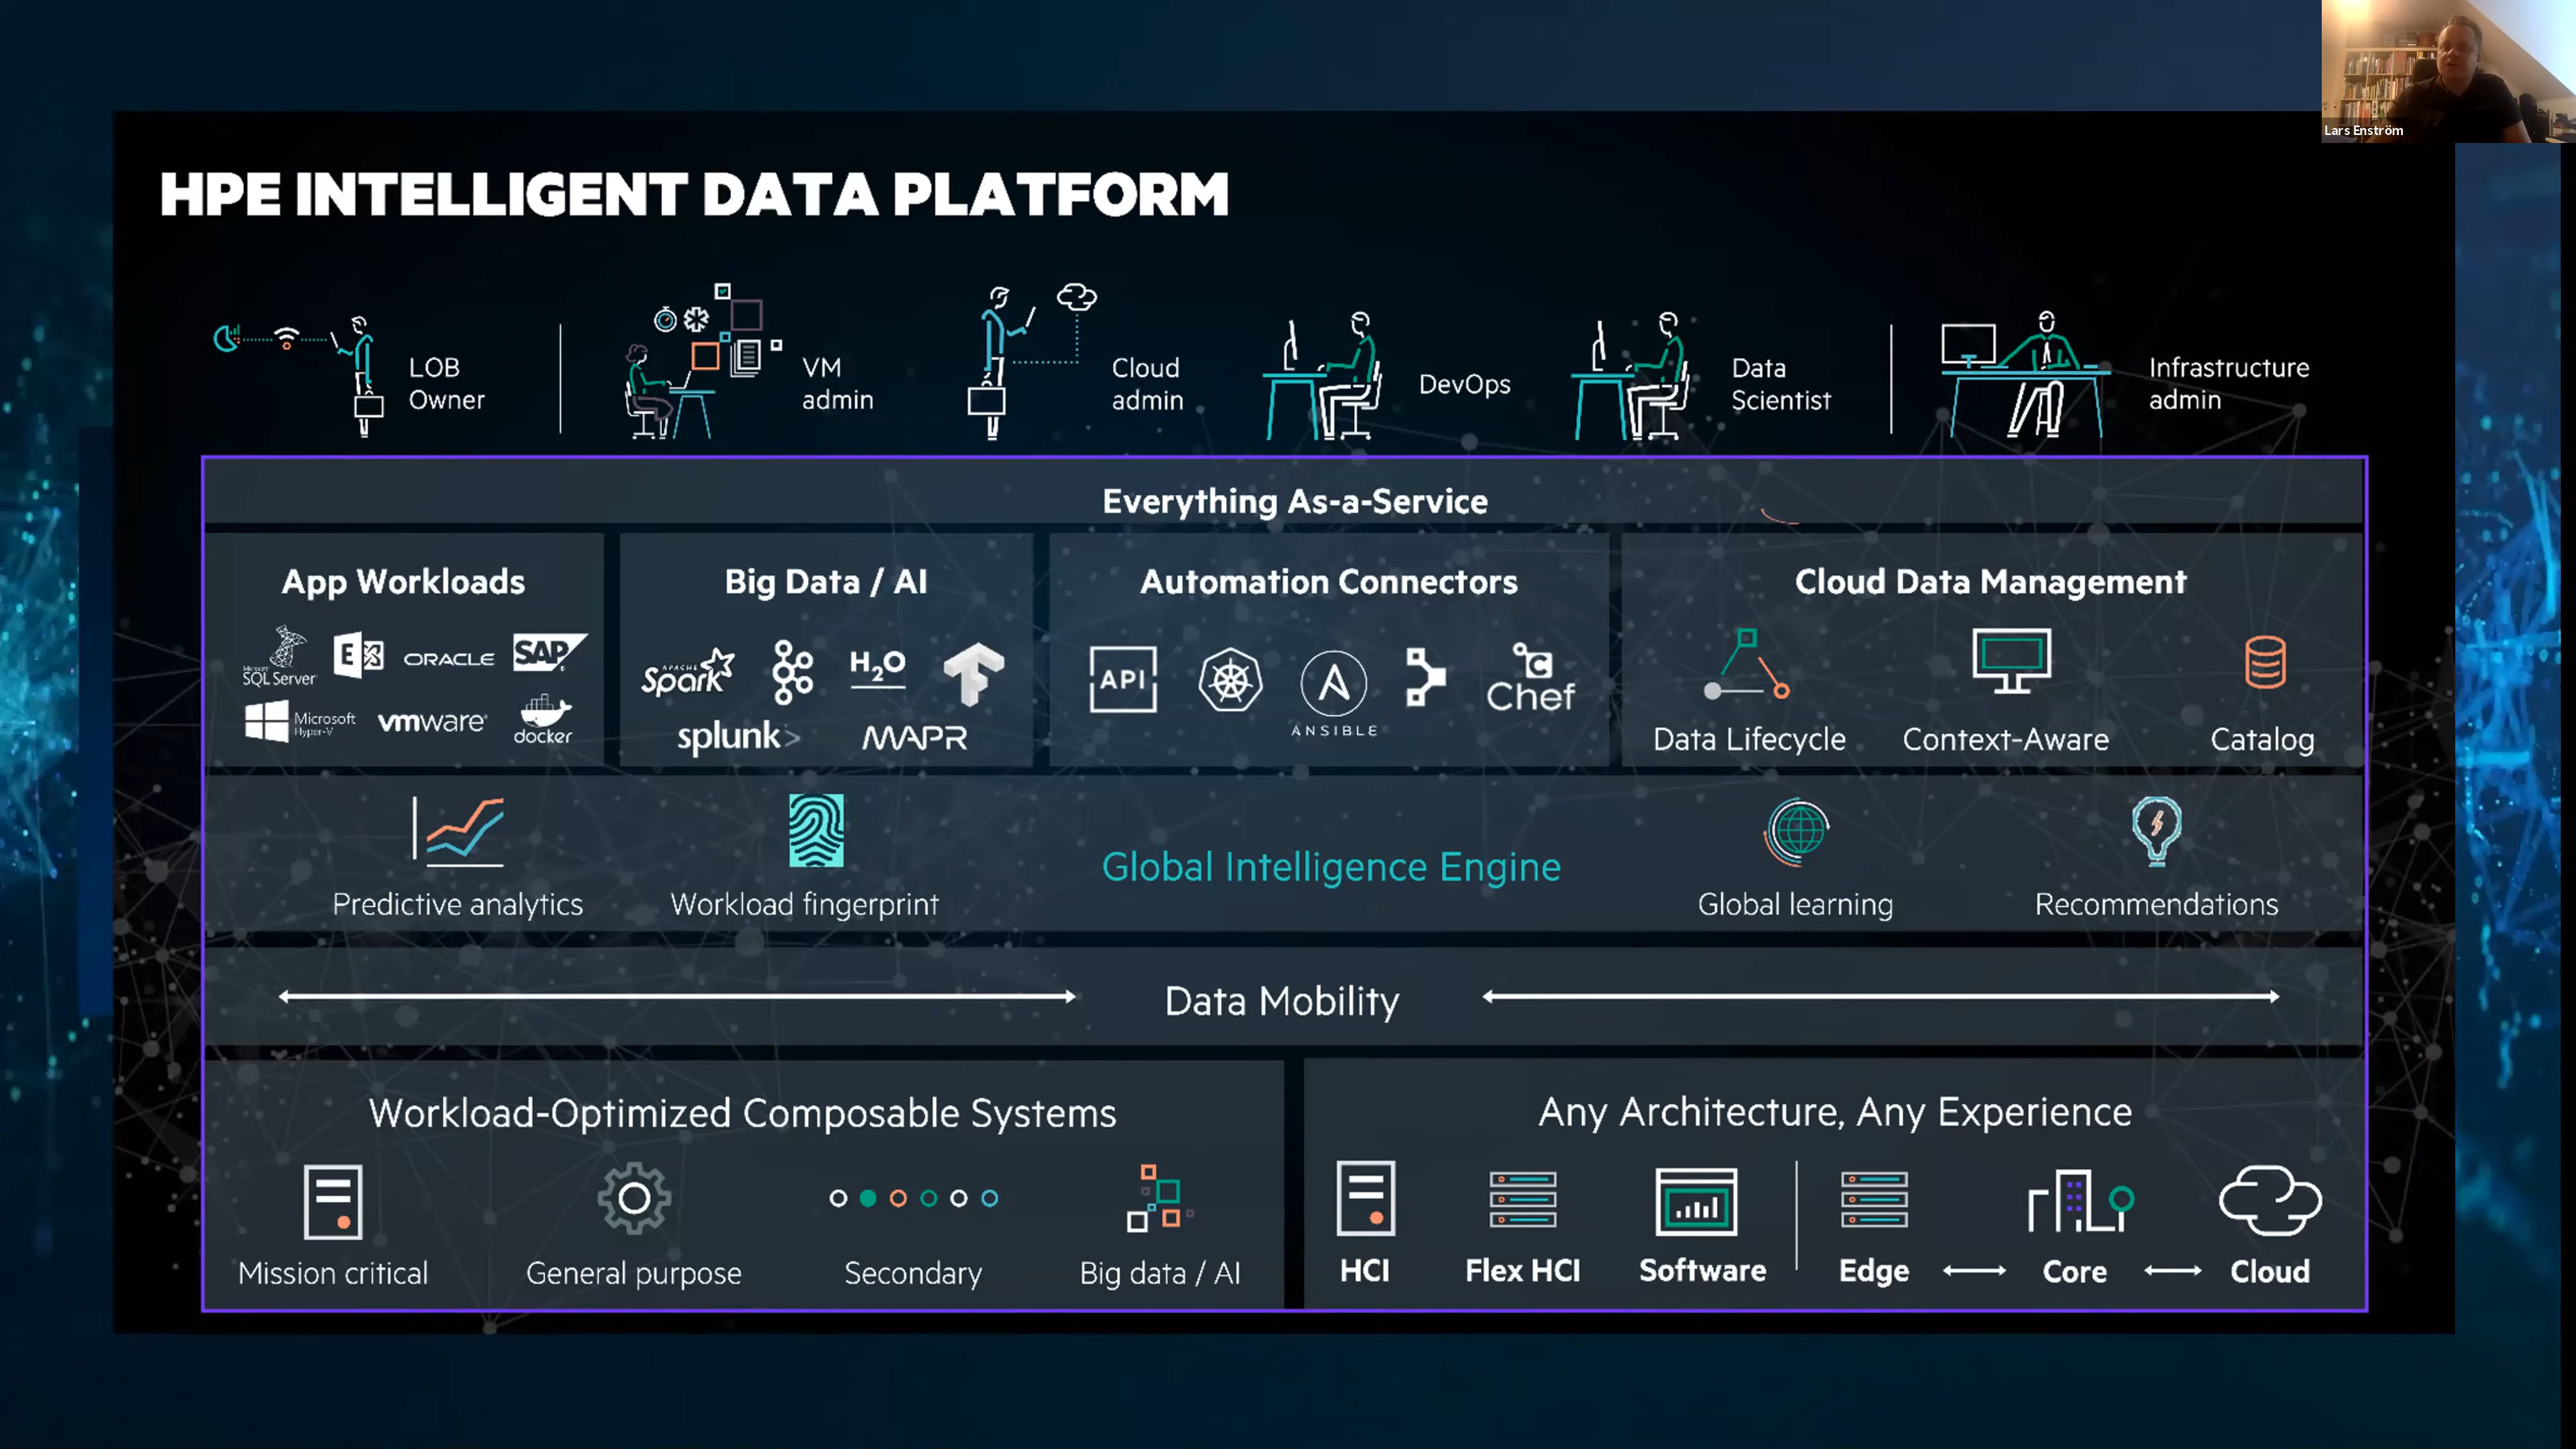 Lars Enström
HPE INTELLIGENT DATA PLATFORM
LOB
Owner
VM
admin
Cloud
admin
DevOps
Data
Scientist
Infrastructure
admin
Everything As-a-Service
App Workloads
Microsoft
SQL Server
E
ORACLE
SAP
Microsoft
Hyper-V
vmware
docker
Big Data / AI
APACHE
Spark
H2O
splunk>
MAPR
Automation Connectors
API
A
ANSIBLE
C
Chef
Cloud Data Management
Data Lifecycle
Context-Aware
Catalog
Predictive analytics
Workload fingerprint
Global Intelligence Engine
Global learning
Recommendations
Data Mobility
Workload-Optimized Composable Systems
Mission critical
General purpose
Secondary
Big data / AI
Any Architecture, Any Experience
HCI
Flex HCI
Software
Edge
Core
Cloud